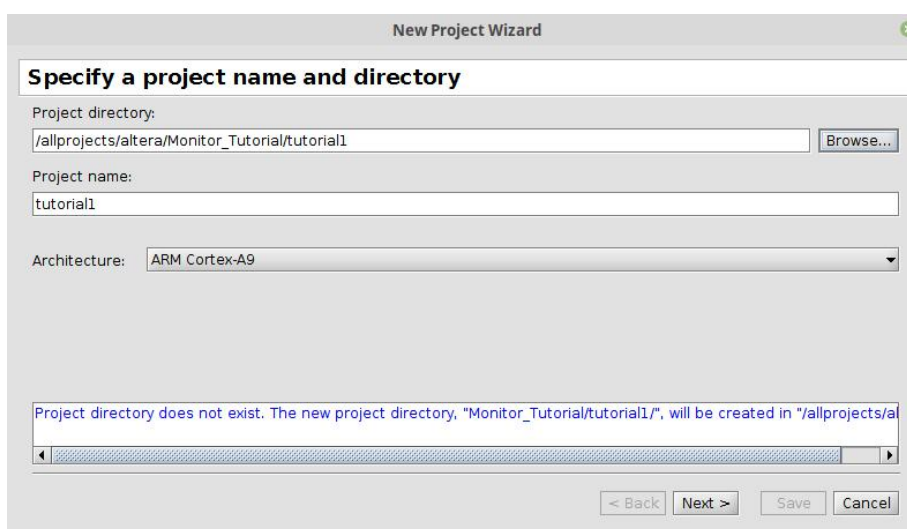 New Project Wizard
Specify a project name and directory
Project directory:
/allprojects/altera/Monitor_Tutorial/tutorial1
Browse...
Project name:
tutorial1
Architecture:
ARM Cortex-A9
Project directory does not exist. The new project directory, "Monitor_Tutorial/tutorial1/", will be created in "/allprojects/al
< Back
Next >
Save
Cancel